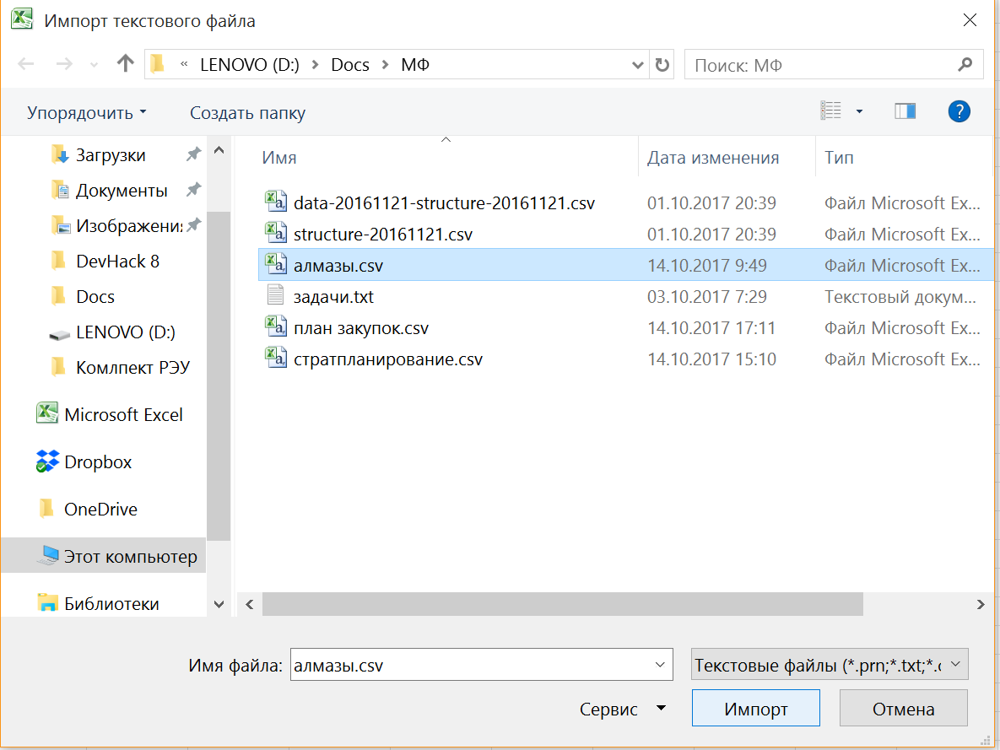 Импорт текстового файла
« LENOVO (D:) > Docs > МФ
Поиск: МФ
Упорядочить
Создать папку
?
Загрузки
Документы
Изображени
DevHack 8
Docs
LENOVO (D:)
Комлпект РЭУ
Microsoft Excel
Dropbox
OneDrive
Этот компьютер
Библиотеки
Имя Дата изменения Тип
data-20161121-structure-20161121.csv 01.10.2017 20:39 Файл Microsoft Ex...
structure-20161121.csv 01.10.2017 20:39 Файл Microsoft Ex...
алмазы.csv 14.10.2017 9:49 Файл Microsoft Ex...
задачи.txt 03.10.2017 7:29 Текстовый докум...
план закупок.csv 14.10.2017 17:11 Файл Microsoft Ex...
стратпланирование.csv 14.10.2017 15:10 Файл Microsoft Ex...
Имя файла: алмазы.csv Текстовые файлы (*.prn;*.txt;*.c
Сервис Импорт Отмена